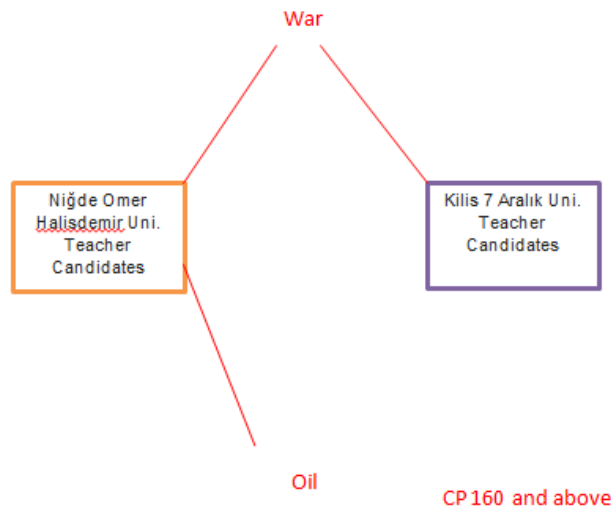 War
Niğde Omer
Halisdemir Uni.
Teacher
Candidates
Kilis 7 Aralık Uni.
Teacher
Candidates
Oil
CP 160 and above